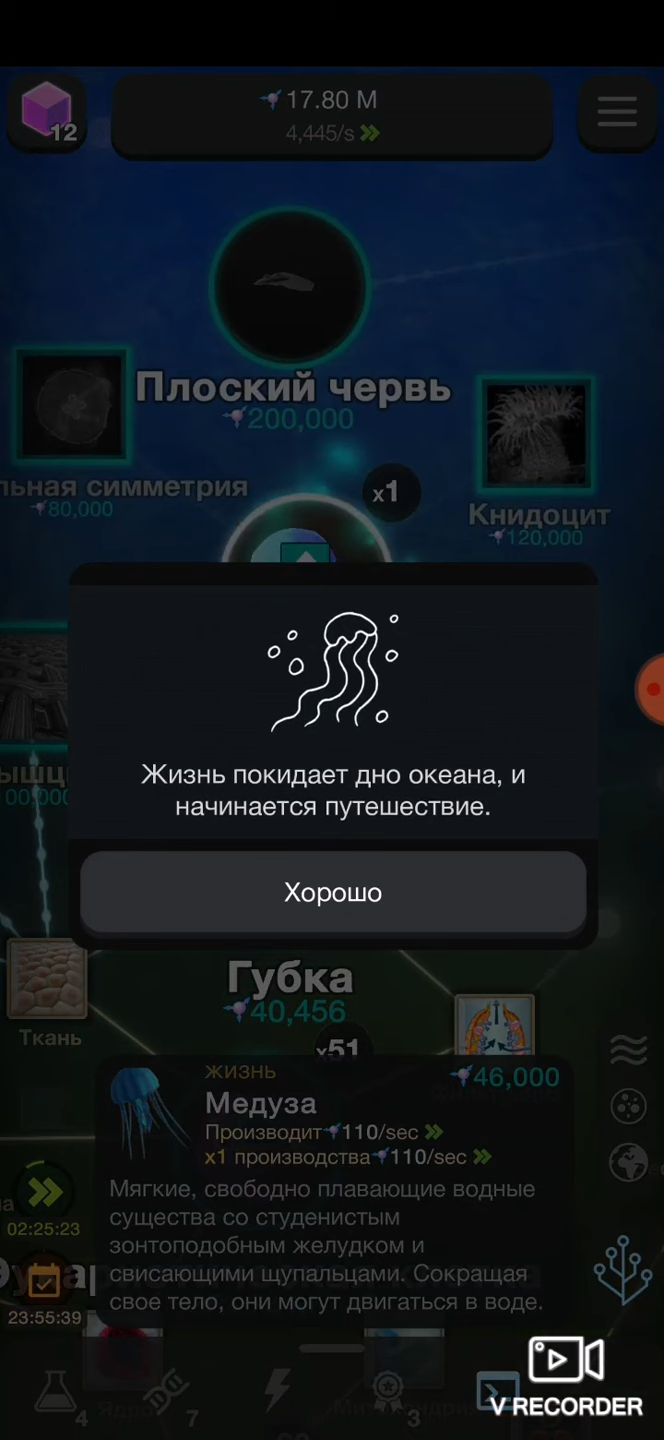 12
17.80 M
4,445/s
Плоский червь
200,000
льная симметрия
80,000
x1
Книдоцит
120,000
Жизнь покидает дно океана, и
начинается путешествие.
00,000
Хорошо
Губка
40,456
Ткань
x51
ЖИЗНЬ
46,000
Медуза
Производит 110/sec
x1 производства 110/sec
Мягкие, свободно плавающие водные
существа со студенистым
зонтоподобным желудком и
свисающими щупальцами. Сокращая
свое тело, они могут двигаться в воде.
02:25:23
23:55:39
4
7
3
V RECORDER